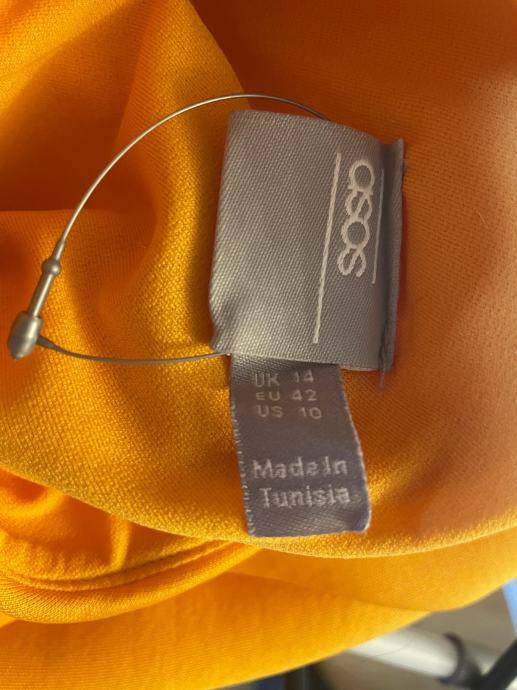 asos
UK 14
EU 42
US 10
Made In
Tunisia